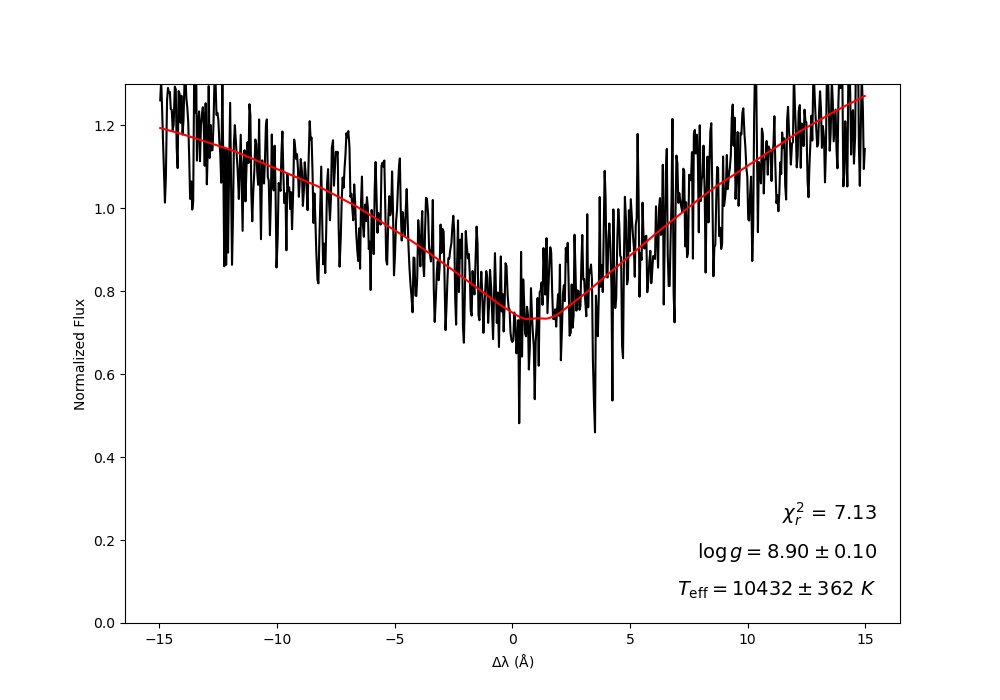 1.2
1.0
0.8
0.6
0.4
0.2
0.0
Normalized Flux
χ²ᵣ = 7.13
log g = 8.90 ± 0.10
T_eff = 10432 ± 362 K
−15 −10 −5 0 5 10 15
Δλ (Å)